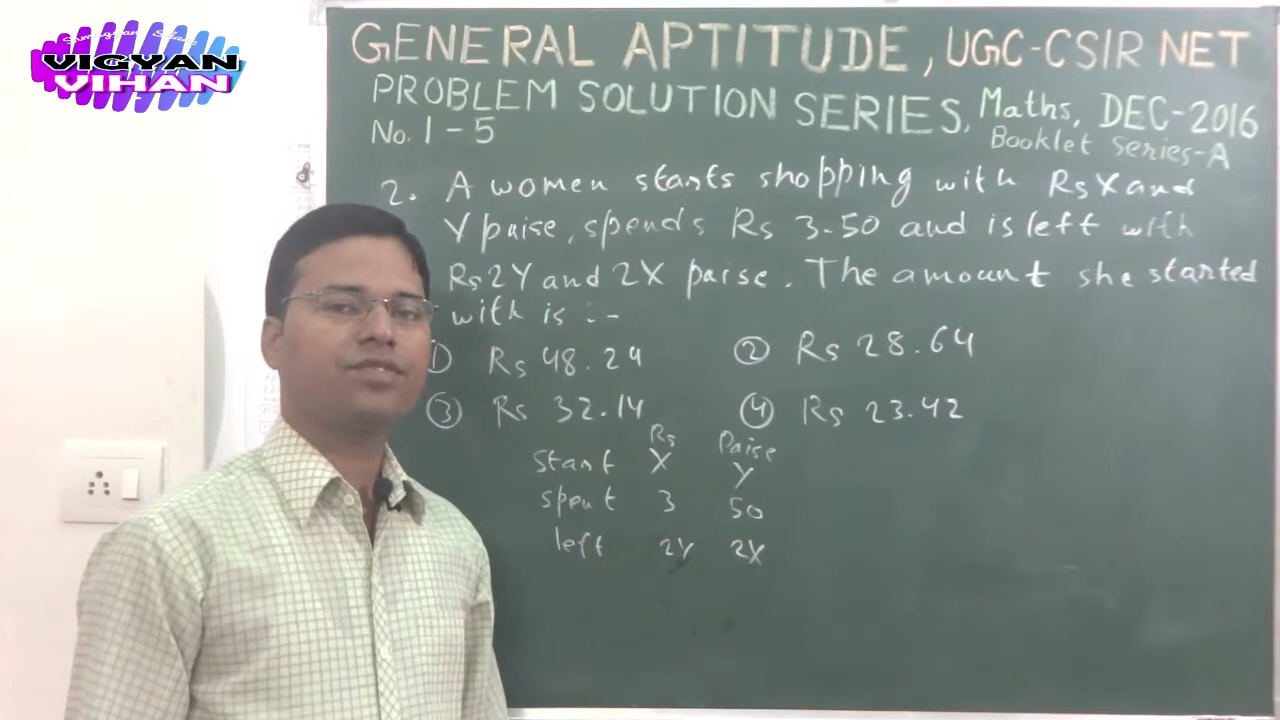 VIGYAN
VIHAN
GENERAL APTITUDE, UGC-CSIR NET
PROBLEM SOLUTION SERIES, Maths, DEC-2016
No. 1-5 Booklet Series-A
2. A women starts shopping with Rs X and
Y paise, spends Rs 3.50 and is left with
Rs 2Y and 2X paise. The amount she started
with is :-
① Rs 48.24 ② Rs 28.64
③ Rs 32.14 ④ Rs 23.42
Rs Paise
Start X Y
spent 3 50
left 2Y 2X